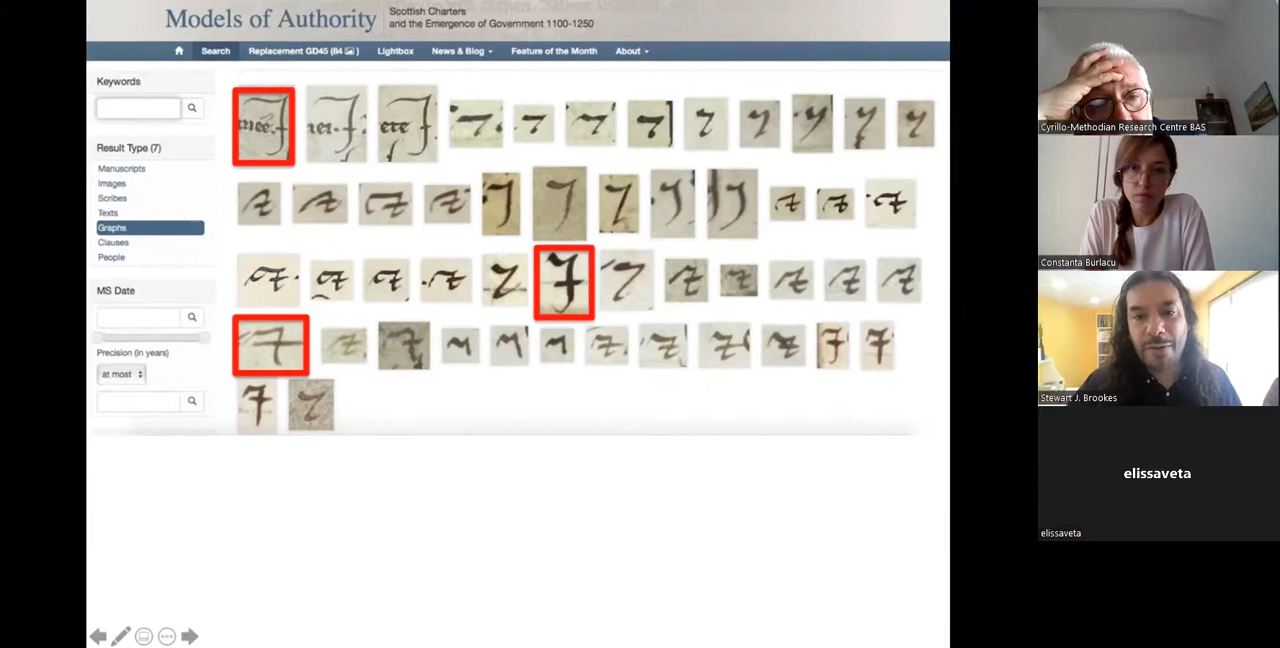 Models of Authority
Scottish Charters
and the Emergence of Government 1100-1250
Search Replacement GD45 (84) Lightbox News & Blog Feature of the Month About
Keywords
Result Type (7)
Manuscripts
Images
Scribes
Texts
Graphs
Clauses
People
MS Date
Precision (in years)
at most
Cyrillo-Methodian Research Centre BAS
Constanta Burlacu
Stewart J. Brookes
elissaveta
elissaveta